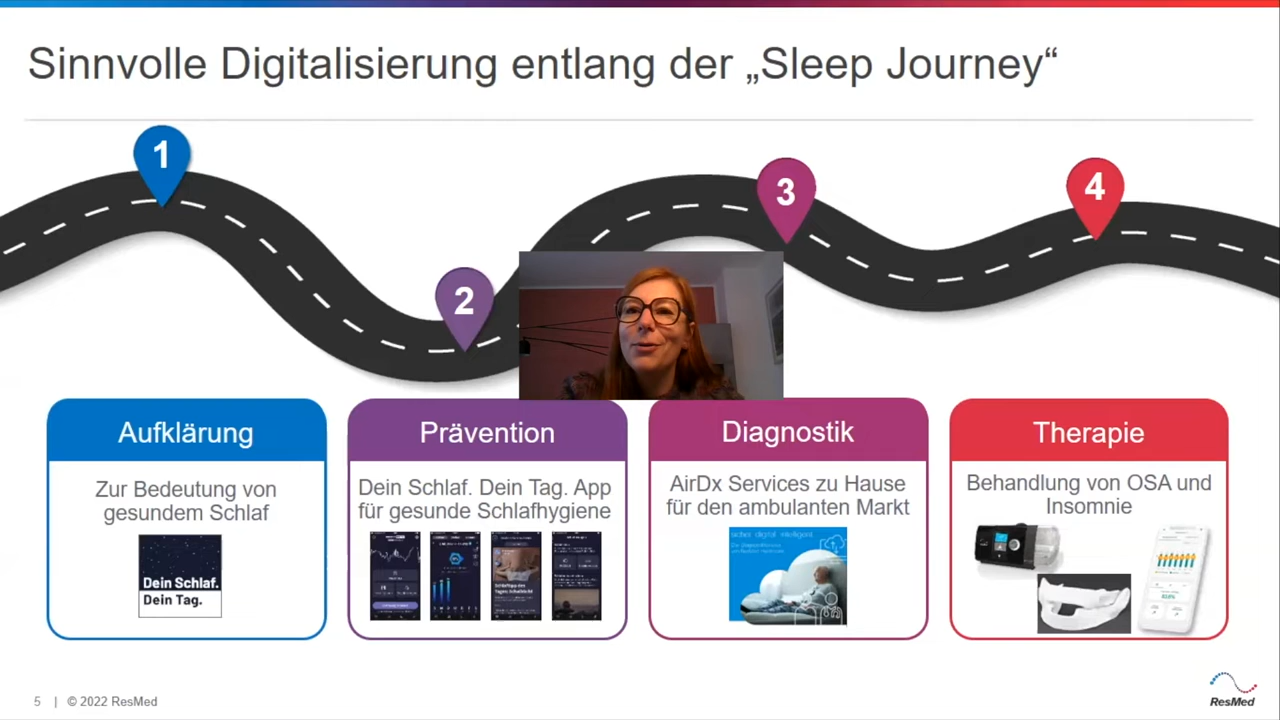 Sinnvolle Digitalisierung entlang der „Sleep Journey“
1
2
3
4
Aufklärung
Zur Bedeutung von
gesundem Schlaf
Dein Schlaf.
Dein Tag.
Prävention
Dein Schlaf. Dein Tag. App
für gesunde Schlafhygiene
Diagnostik
AirDx Services zu Hause
für den ambulanten Markt
Therapie
Behandlung von OSA und
Insomnie
5 | © 2022 ResMed
ResMed